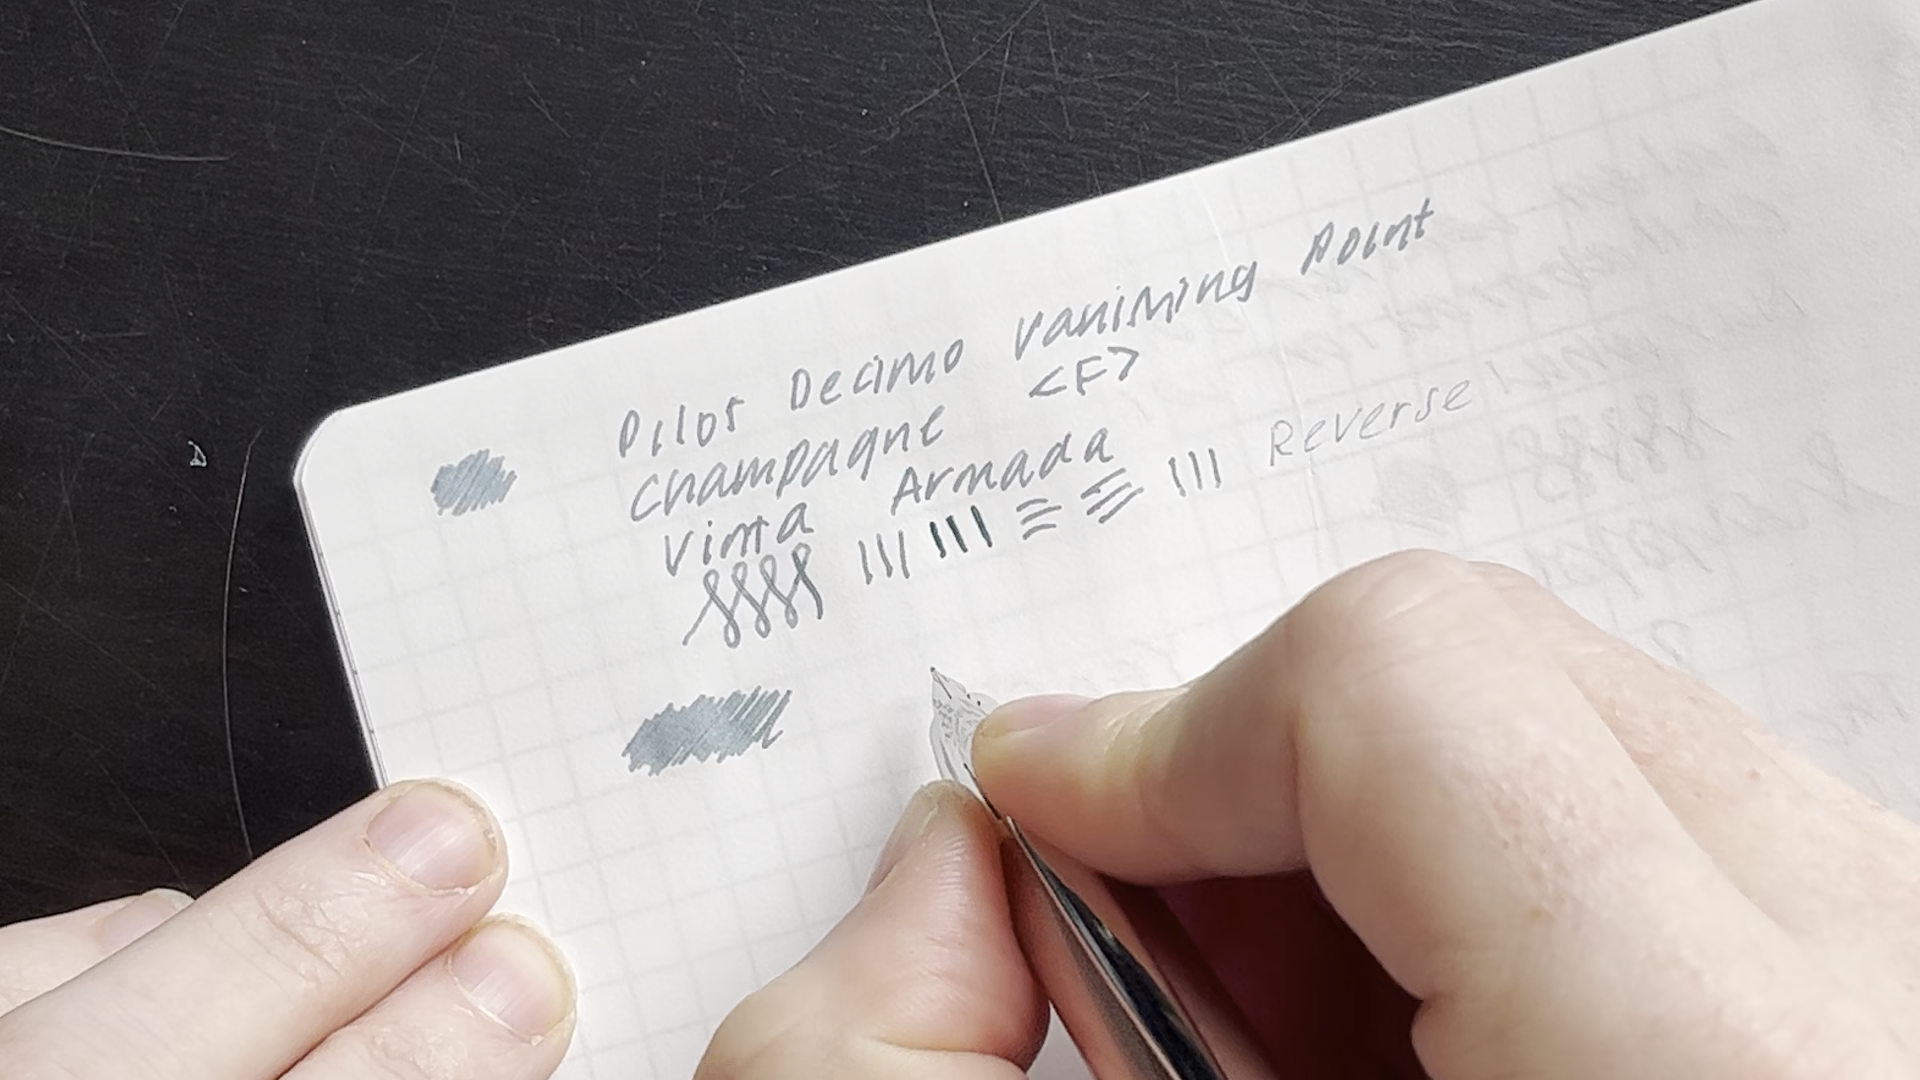 Pilot Decimo Vanishing Point
Champagne <F>
Vinta Armada
Reverse